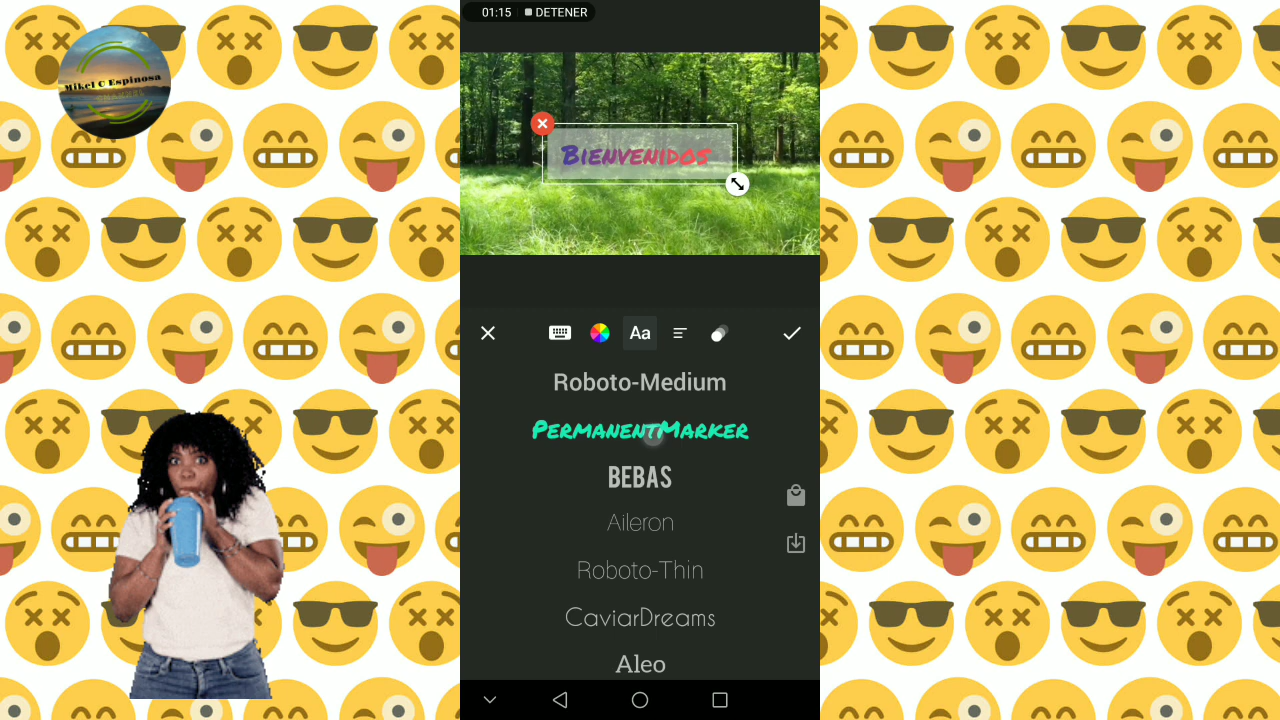 01:15 DETENER
Mikel G Espinosa
BIENVENIDOS
Aa
Roboto-Medium
PERMANENTMARKER
BEBAS
Aileron
Roboto-Thin
CaviarDreams
Aleo